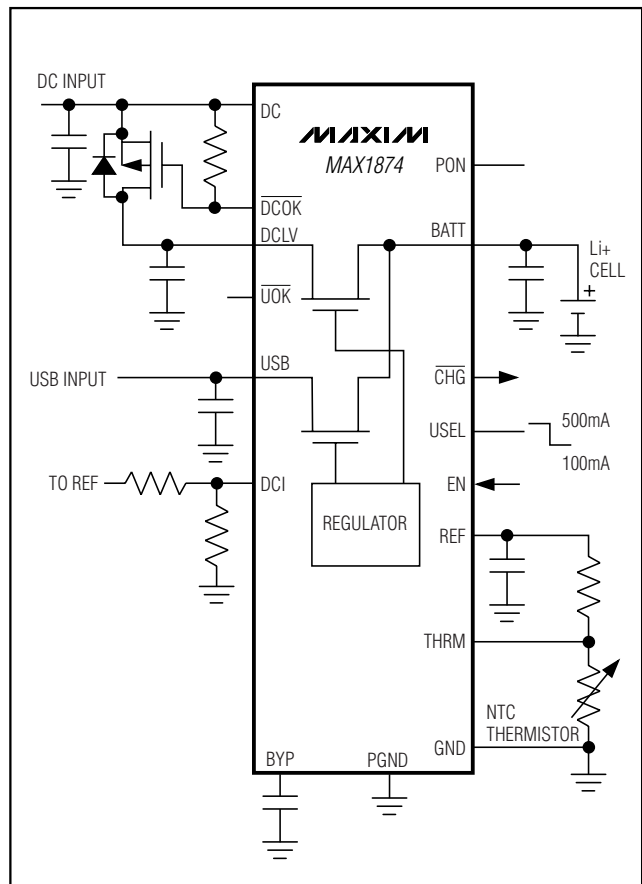 DC INPUT
DC
MAXIM
MAX1874
PON
DCOK
DCLV
BATT
Li+
CELL
+
UOK
USB
USB INPUT
CHG
500mA
USEL
100mA
TO REF
DCI
EN
REGULATOR
REF
THRM
NTC
THERMISTOR
GND
BYP
PGND